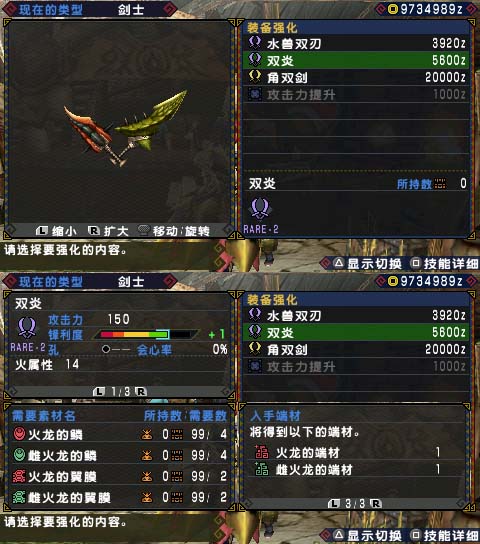 现在的类型 剑士
9734989z
装备强化
水兽双刃 3920z
双炎 5600z
角双剑 20000z
攻击力提升 1000z
双炎 所持数 0
RARE-2
L 缩小 R 扩大 移动/旋转
请选择要强化的内容。
△显示切换 □技能详细
现在的类型 剑士
9734989z
双炎
攻击力 150
RARE-2
锋利度 +1
孔 ●-- 会心率 0%
火属性 14
L 1/3 R
装备强化
水兽双刃 3920z
双炎 5600z
角双剑 20000z
攻击力提升 1000z
需要素材名 所持数/需要数
火龙的鳞 0 99/ 4
雌火龙的鳞 0 99/ 4
火龙的翼膜 0 99/ 2
雌火龙的翼膜 0 99/ 2
入手端材
将得到以下的端材。
火龙的端材 1
雌火龙的端材 1
L 3/3 R
请选择要强化的内容。
△显示切换 □技能详细